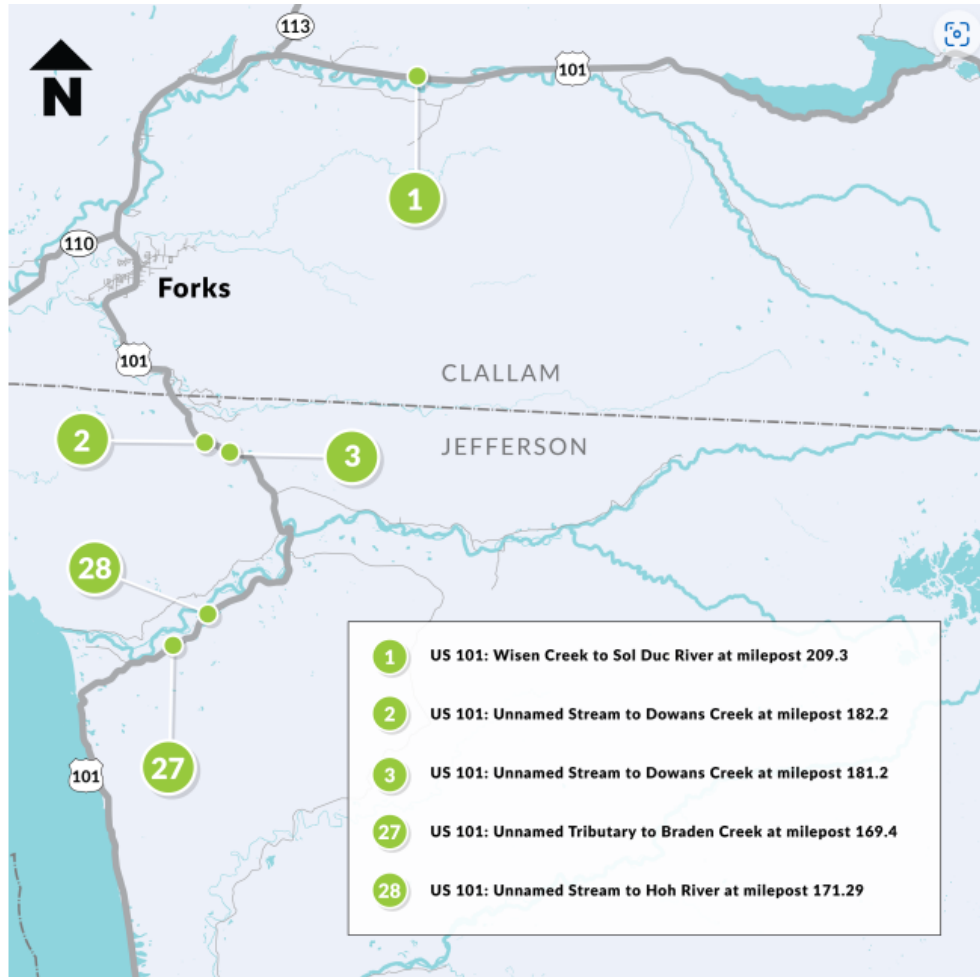 113
101
N
1
110
Forks
101
CLALLAM
JEFFERSON
2
3
28
27
101
1 US 101: Wisen Creek to Sol Duc River at milepost 209.3
2 US 101: Unnamed Stream to Dowans Creek at milepost 182.2
3 US 101: Unnamed Stream to Dowans Creek at milepost 181.2
27 US 101: Unnamed Tributary to Braden Creek at milepost 169.4
28 US 101: Unnamed Stream to Hoh River at milepost 171.29